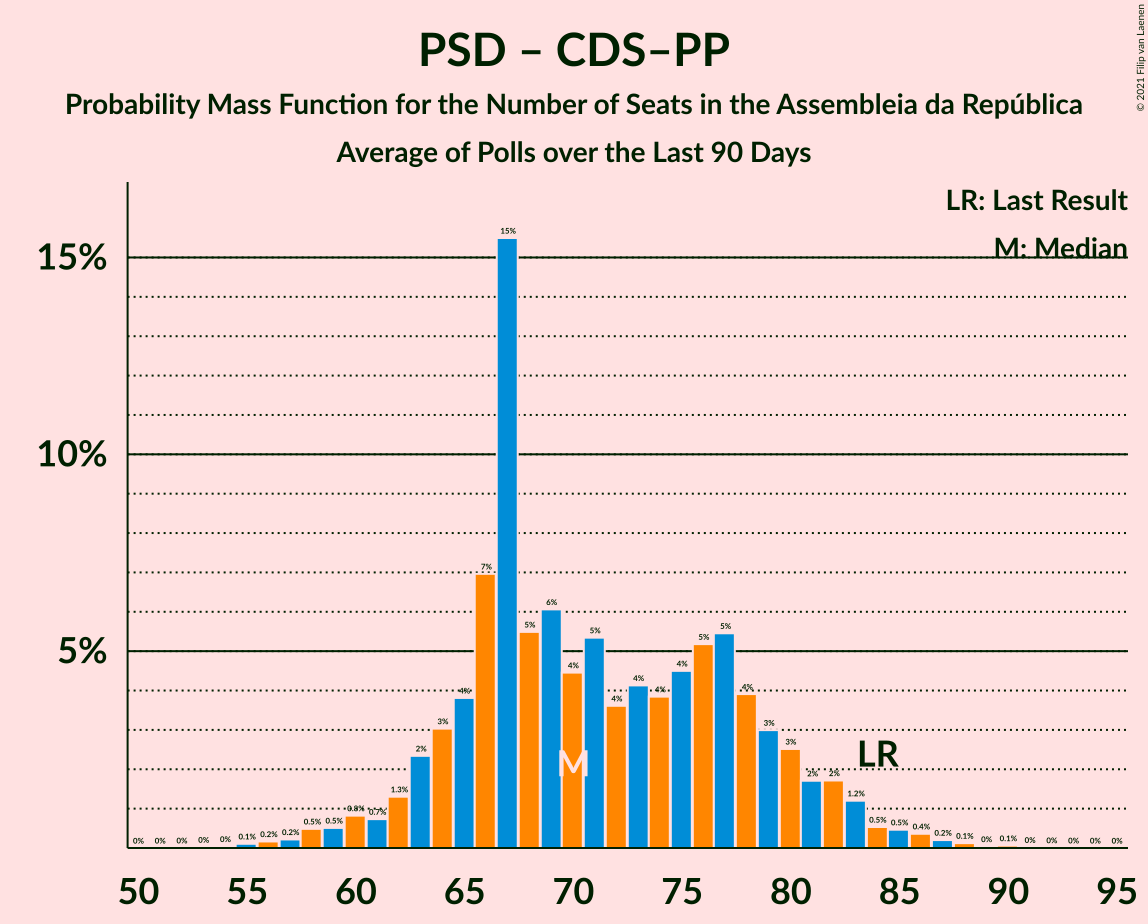 PSD – CDS–PP
Probability Mass Function for the Number of Seats in the Assembleia da República
Average of Polls over the Last 90 Days
© 2021 Filip van Laenen
LR: Last Result
M: Median
15%
10%
5%
0% 0% 0% 0% 0% 0.1% 0.2% 0.2% 0.5% 0.5% 0.8% 0.7% 1.3% 2% 3% 4% 7% 15% 5% 6% 4% 5% 4% 4% 4% 4% 5% 5% 4% 3% 3% 2% 2% 1.2% 0.5% 0.5% 0.4% 0.2% 0.1% 0% 0.1% 0% 0% 0% 0% 0%
M
LR
50 55 60 65 70 75 80 85 90 95